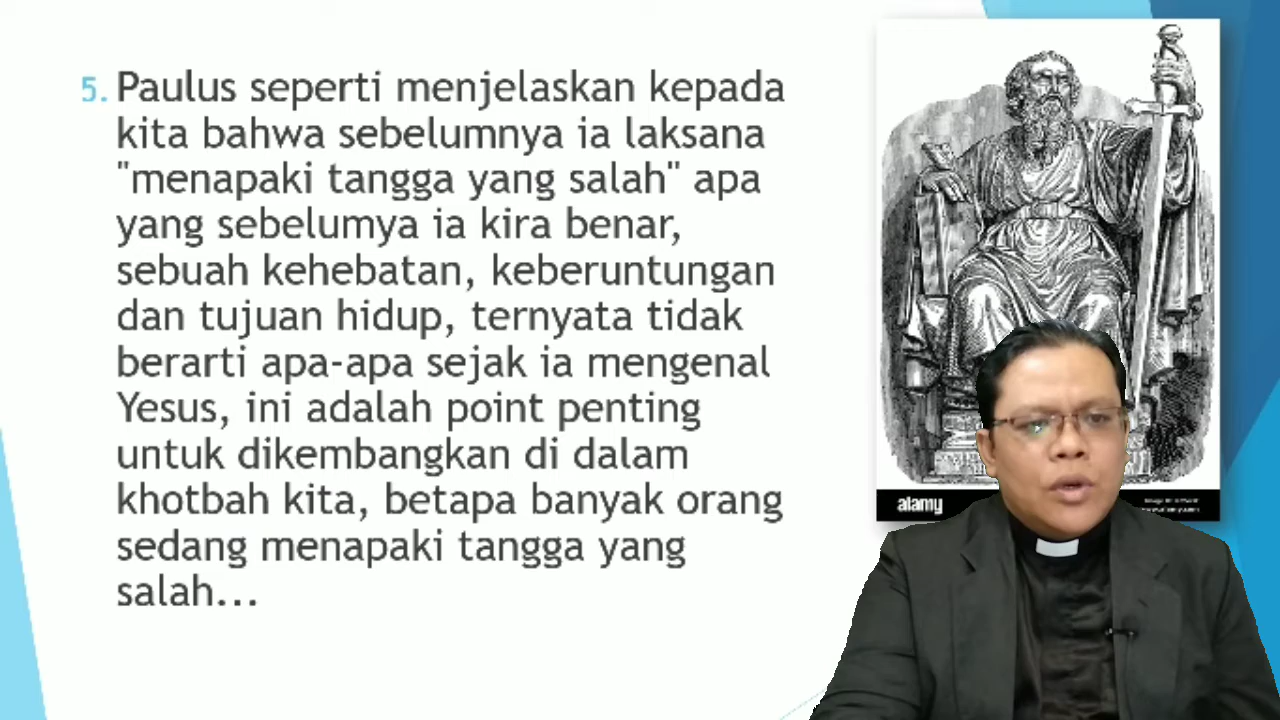 5. Paulus seperti menjelaskan kepada
kita bahwa sebelumnya ia laksana
"menapaki tangga yang salah" apa
yang sebelumya ia kira benar,
sebuah kehebatan, keberuntungan
dan tujuan hidup, ternyata tidak
berarti apa-apa sejak ia mengenal
Yesus, ini adalah point penting
untuk dikembangkan di dalam
khotbah kita, betapa banyak orang
sedang menapaki tangga yang
salah...
alamy